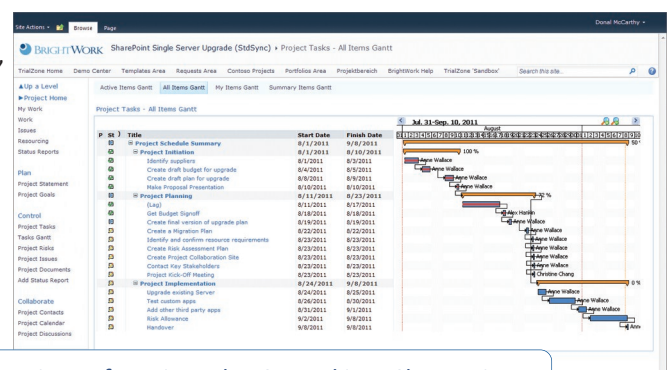 Donal McCarthy
Site Actions Browse Page
BRIGHTWORK SharePoint Single Server Upgrade (StdSync) Project Tasks - All Items Gantt
TrialZone Home Demo Center Templates Area Requests Area Contoso Projects Portfolios Area Projektbereich BrightWork Help TrialZone 'Sandbox' Search this site...
Up a Level
Project Home
My Work
Work
Issues
Resourcing
Status Reports
Plan
Project Statement
Project Goals
Control
Project Tasks
Tasks Gantt
Project Risks
Project Issues
Project Documents
Add Status Report
Collaborate
Project Contacts
Project Calendar
Project Discussions
Active Items Gantt All Items Gantt My Items Gantt Summary Items Gantt
Project Tasks - All Items Gantt
Jul. 31-Sep. 10, 2011
August
P St ) Title Start Date Finish Date
Project Schedule Summary 8/1/2011 9/8/2011 50
Project Initiation 8/1/2011 8/10/2011 100 %
Identify suppliers 8/1/2011 8/3/2011 Anne Wallace
Create draft budget for upgrade 8/4/2011 8/5/2011 Anne Wallace
Create draft plan for upgrade 8/8/2011 8/9/2011 Anne Wallace
Make Proposal Presentation 8/10/2011 8/10/2011 Anne Wallace
Project Planning 8/11/2011 8/23/2011 72 %
(Lag) 8/11/2011 8/17/2011
Get Budget Signoff 8/18/2011 8/18/2011
Create final version of upgrade plan 8/19/2011 8/19/2011 Anne Wallace
Create a Migration Plan 8/22/2011 8/22/2011 Anne Wallace
Identify and confirm resource requirements 8/23/2011 8/23/2011 Anne Wallace
Create Risk Assessment Plan 8/23/2011 8/23/2011 Anne Wallace
Create Project Collaboration Site 8/23/2011 8/23/2011 Anne Wallace
Contact Key Stakeholders 8/23/2011 8/23/2011 Anne Wallace
Project Kick-Off Meeting 8/23/2011 8/23/2011 Christine Chang
Project Implementation 8/24/2011 9/8/2011 0 %
Upgrade existing Server 8/24/2011 8/25/2011 Anne Wallace
Test custom apps 8/26/2011 8/30/2011 Anne Wallace
Add other third party apps 8/31/2011 9/1/2011 Anne Wallace
Risk Allowance 9/2/2011 9/8/2011
Handover 9/8/2011 9/8/2011